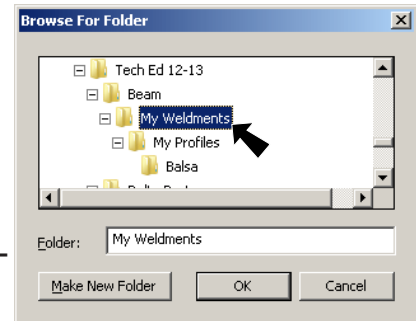 Browse For Folder
Tech Ed 12-13
Beam
My Weldments
My Profiles
Balsa
Folder: My Weldments
Make New Folder OK Cancel